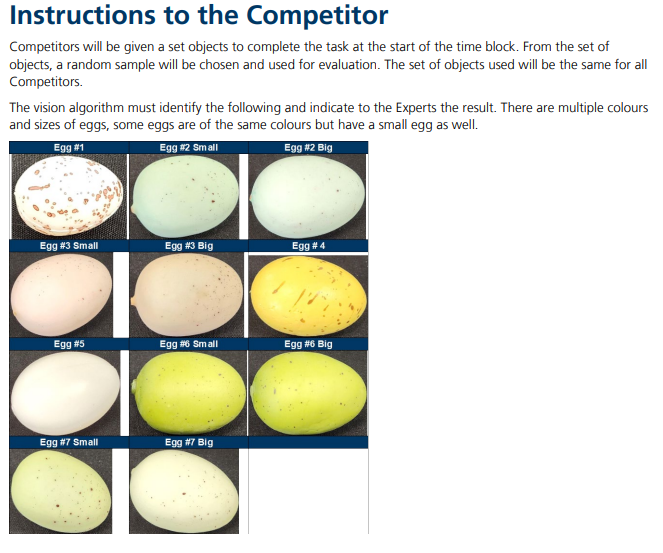 Instructions to the Competitor
Competitors will be given a set objects to complete the task at the start of the time block. From the set of
objects, a random sample will be chosen and used for evaluation. The set of objects used will be the same for all
Competitors.
The vision algorithm must identify the following and indicate to the Experts the result. There are multiple colours
and sizes of eggs, some eggs are of the same colours but have a small egg as well.
Egg #1 Egg #2 Small Egg #2 Big
Egg #3 Small Egg #3 Big Egg # 4
Egg #5 Egg #6 Small Egg #6 Big
Egg #7 Small Egg #7 Big